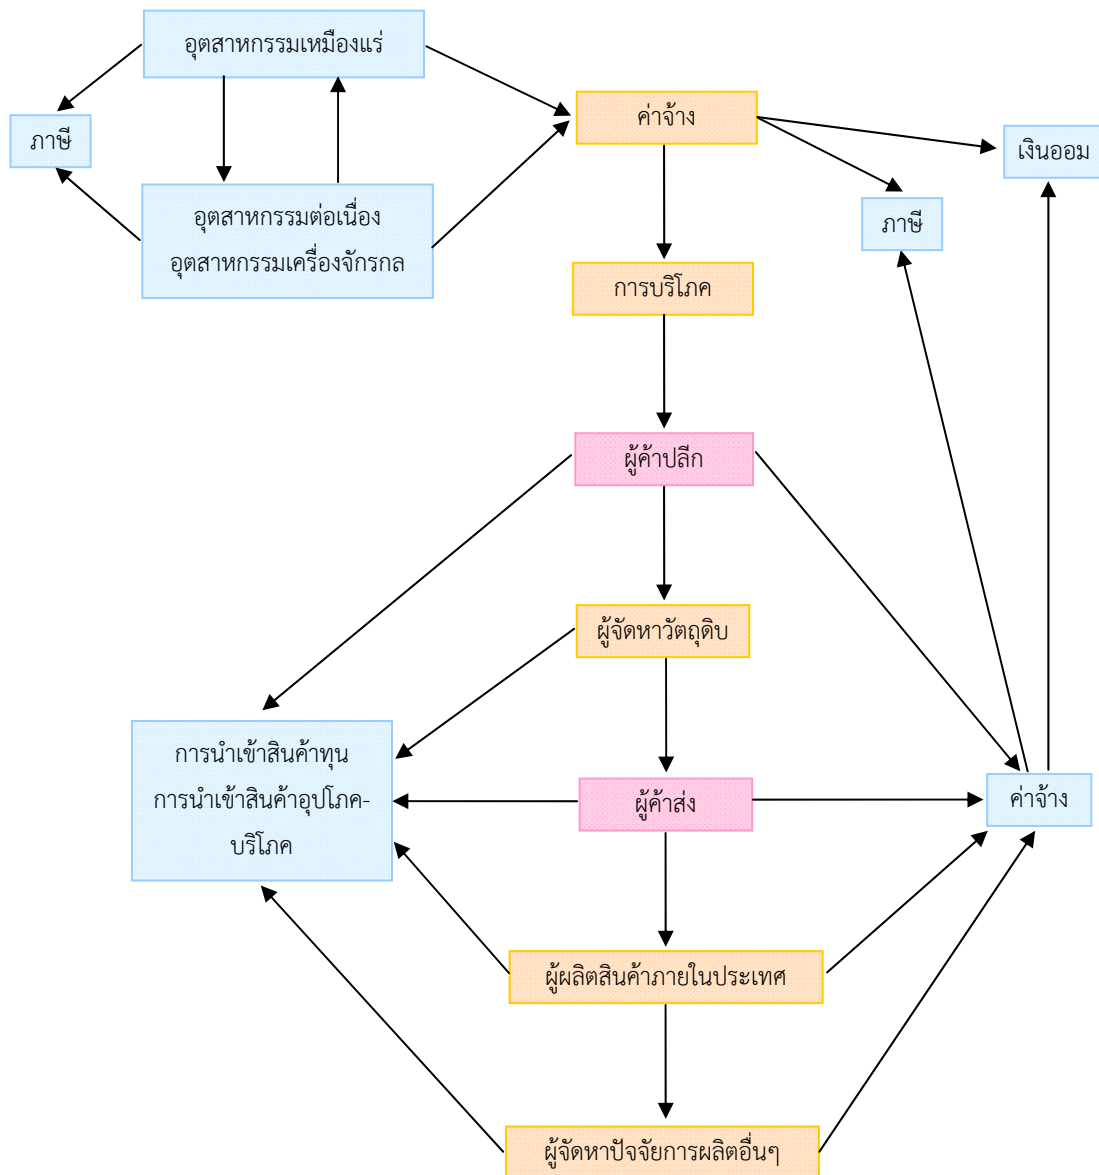 อุตสาหกรรมเหมืองแร่
ค่าจ้าง
ภาษี
เงินออม
อุตสาหกรรมต่อเนื่อง
อุตสาหกรรมเครื่องจักรกล
ภาษี
การบริโภค
ผู้ค้าปลีก
ผู้จัดหาวัตถุดิบ
การนำเข้าสินค้าทุน
การนำเข้าสินค้าอุปโภค-
บริโภค
ผู้ค้าส่ง
ค่าจ้าง
ผู้ผลิตสินค้าภายในประเทศ
ผู้จัดหาปัจจัยการผลิตอื่นๆ